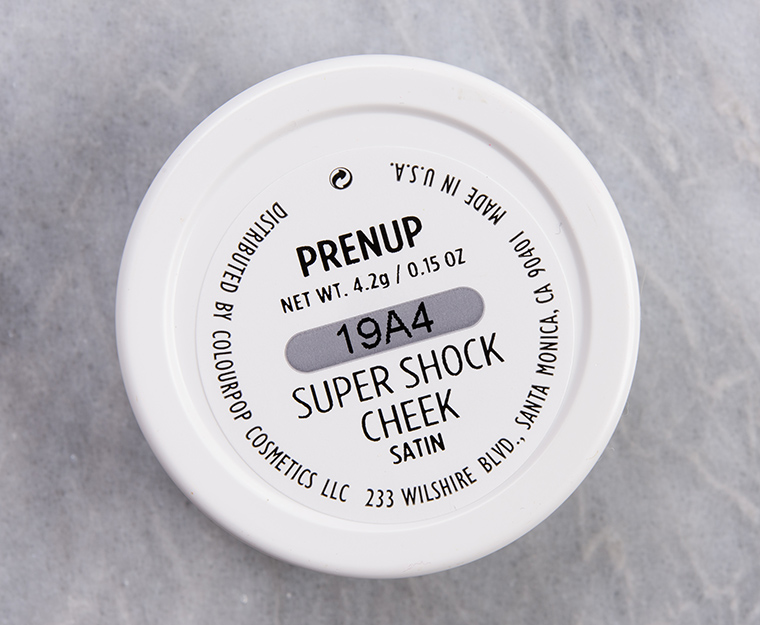 PRENUP
NET WT. 4.2g / 0.15 OZ
19A4
SUPER SHOCK
CHEEK
SATIN
DISTRIBUTED BY COLOURPOP COSMETICS LLC 233 WILSHIRE BLVD., SANTA MONICA, CA 90401 MADE IN U.S.A.